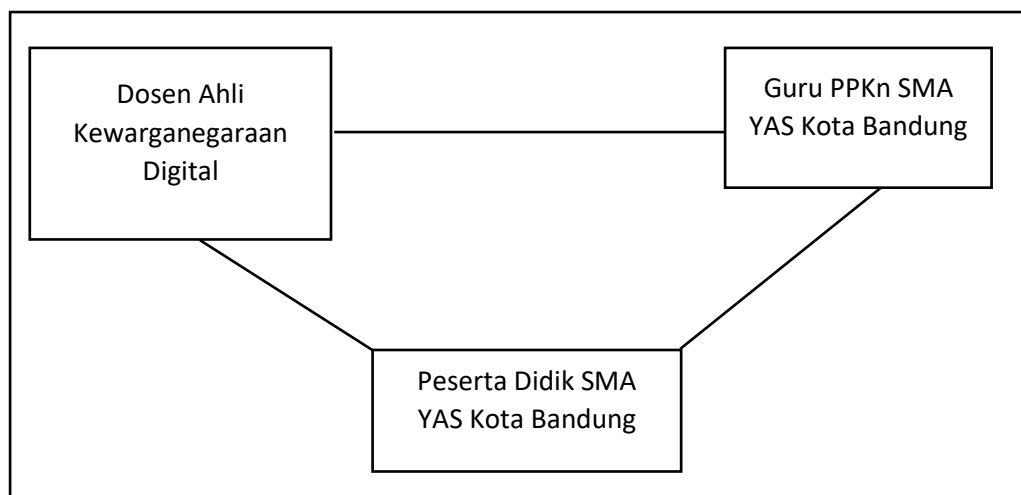 Dosen Ahli
Kewarganegaraan
Digital
Guru PPKn SMA
YAS Kota Bandung
Peserta Didik SMA
YAS Kota Bandung